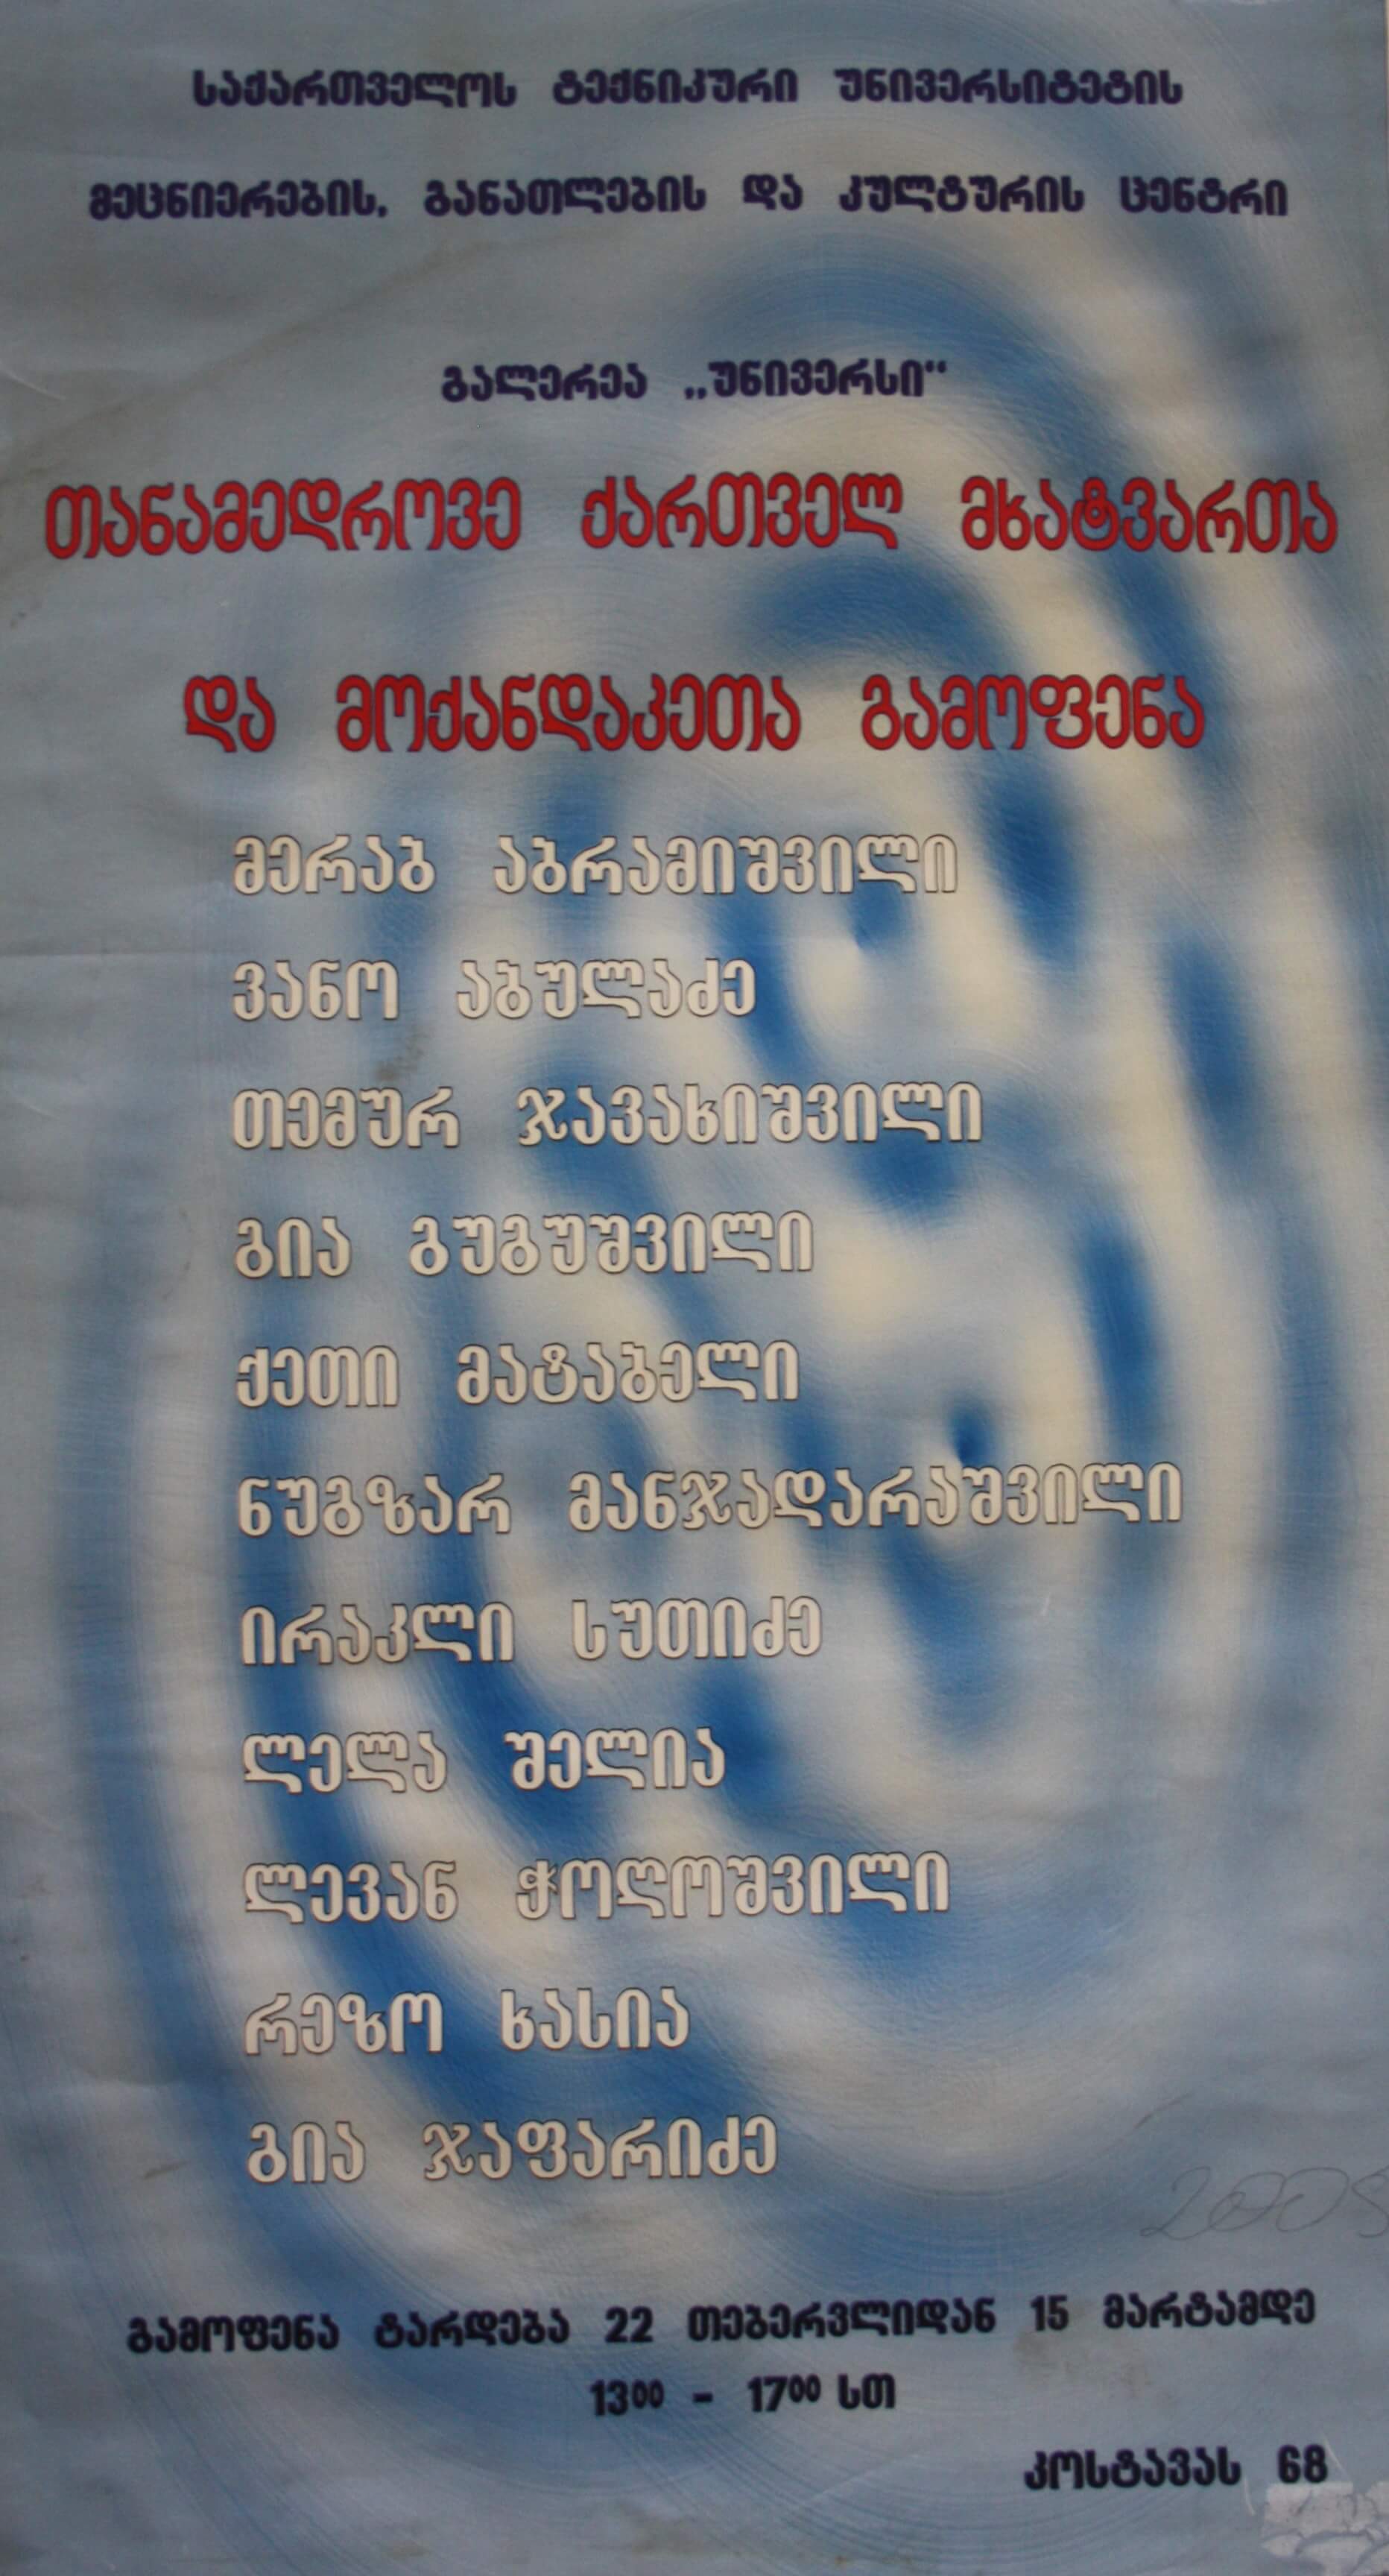 საქართველოს ტექნიკური უნივერსიტეტის
მეცნიერების, განათლების და კულტურის ცენტრი
გალერეა „უნივერსი“
თანამედროვე ქართველ მხატვართა
და მოქანდაკეთა გამოფენა
მერაბ აბრამიშვილი
ვანო აბულაძე
თემურ ჯავახიშვილი
გია გუგუშვილი
ქეთი მატაბელი
ნუგზარ მანჯადარაშვილი
ირაკლი სუთიძე
ლელა შელია
ლევან ჭოღოშვილი
რეზო ხასია
გია ჯაფარიძე
გამოფენა ტარდება 22 თებერვლიდან 15 მარტამდე
13⁰⁰ - 17⁰⁰ სთ
კოსტავას 68